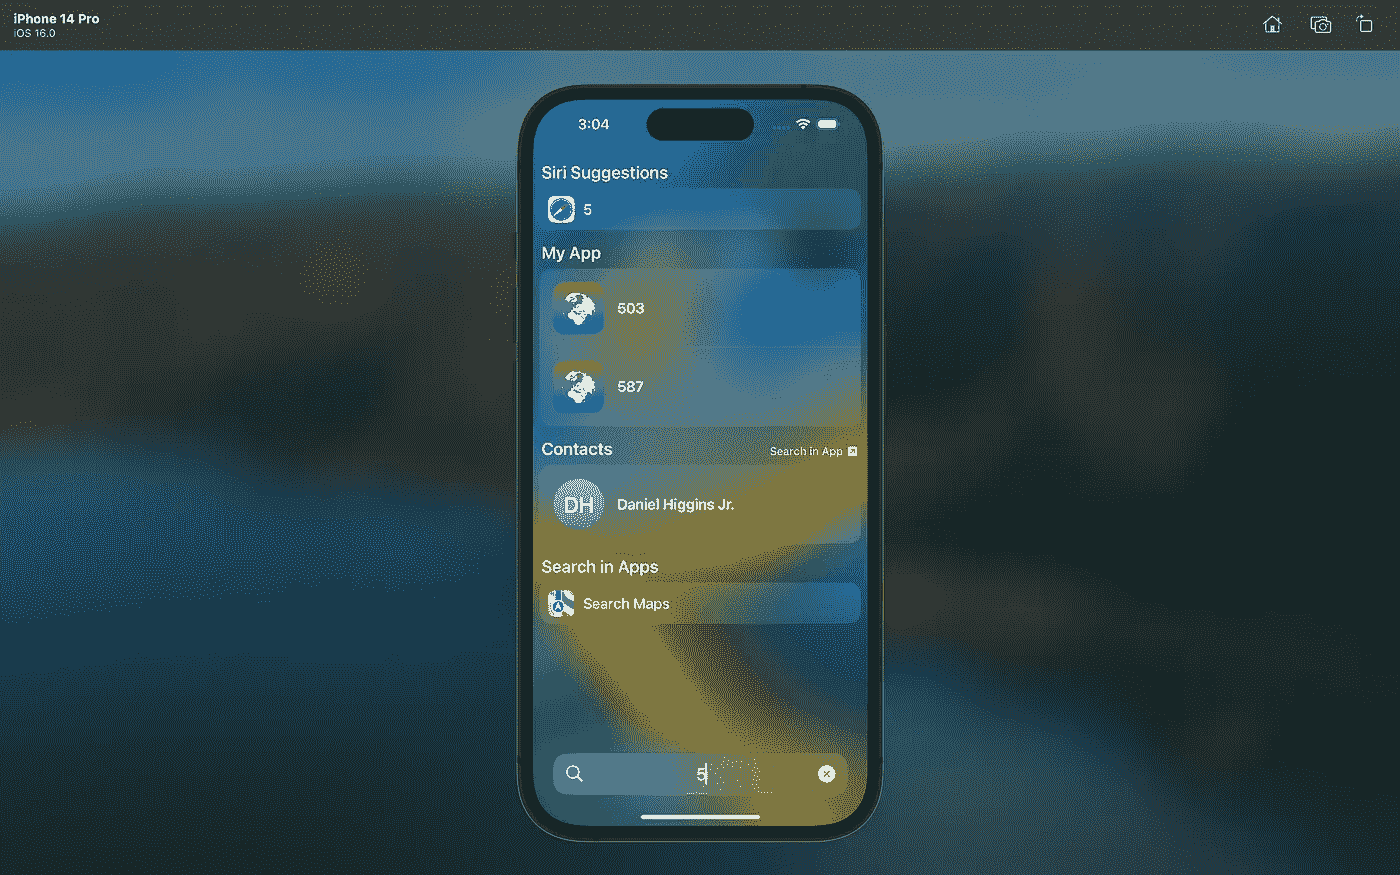 iPhone 14 Pro
iOS 16.0
3:04
Siri Suggestions
5
My App
503
587
Contacts
Search in App
DH
Daniel Higgins Jr.
Search in Apps
Search Maps
5